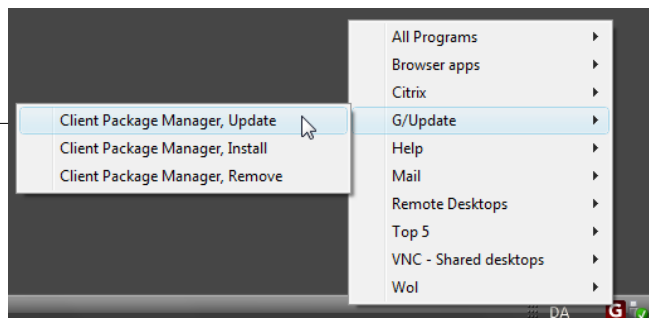 All Programs
Browser apps
Citrix
G/Update
Client Package Manager, Update
Client Package Manager, Install
Client Package Manager, Remove
Help
Mail
Remote Desktops
Top 5
VNC - Shared desktops
Wol
DA
G